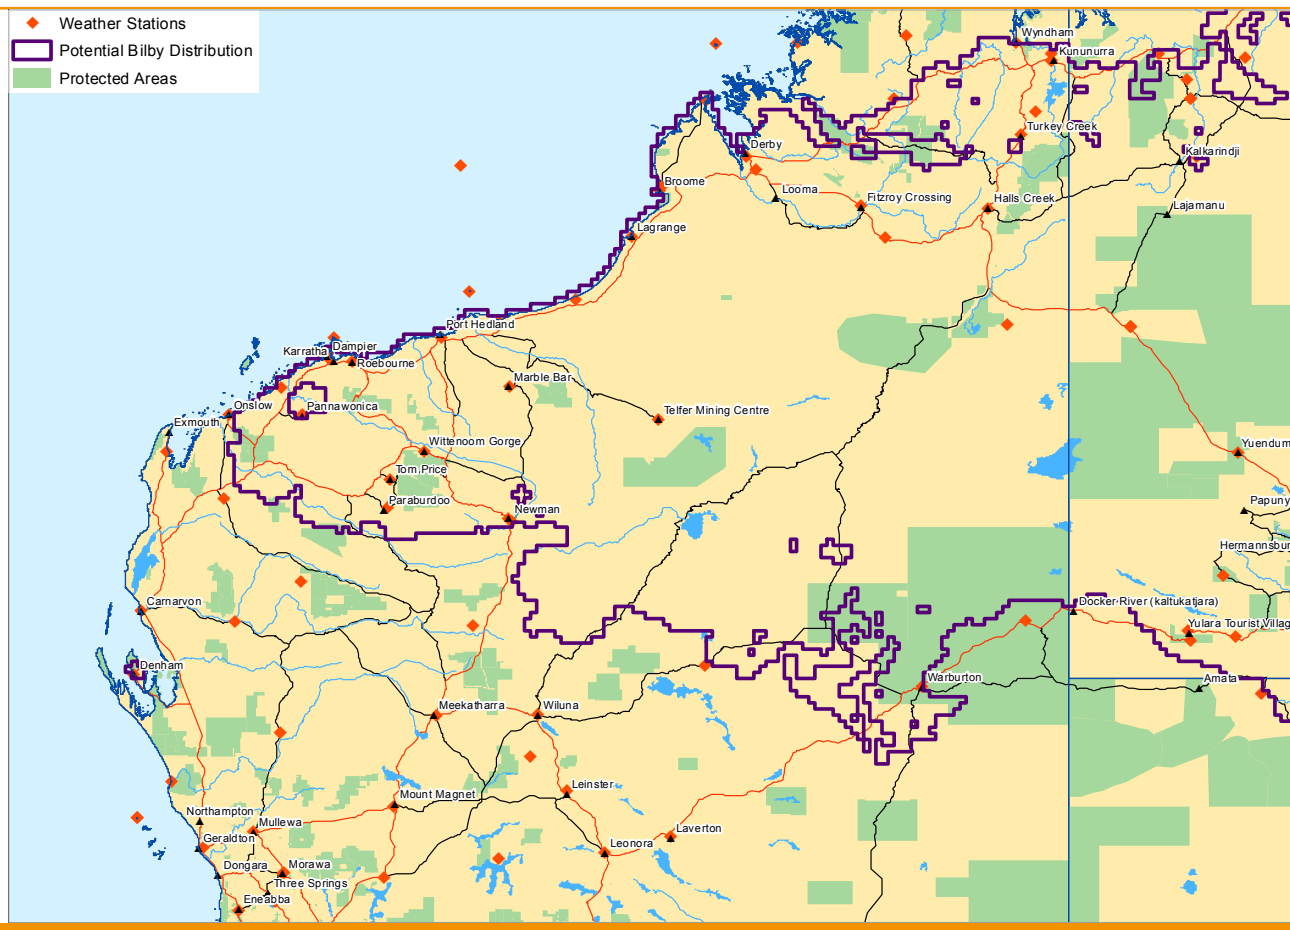 Weather Stations
Potential Bilby Distribution
Protected Areas
Wyndham
Kununurra
Turkey Creek
Derby
Kalkarindji
Broome
Looma
Fitzroy Crossing
Halls Creek
Lajamanu
Lagrange
Port Hedland
Dampier
Karratha
Roebourne
Marble Bar
Onslow
Pannawonica
Telfer Mining Centre
Exmouth
Wittenoom Gorge
Yuendum
Tom Price
Paraburdoo
Newman
Papuny
Hermannsbur
Carnarvon
Docker River (kaltukatjara)
Yulara Tourist Villag
Denham
Warburton
Amata
Meekatharra
Wiluna
Leinster
Mount Magnet
Northampton
Mullewa
Laverton
Geraldton
Leonora
Dongara
Morawa
Three Springs
Eneabba